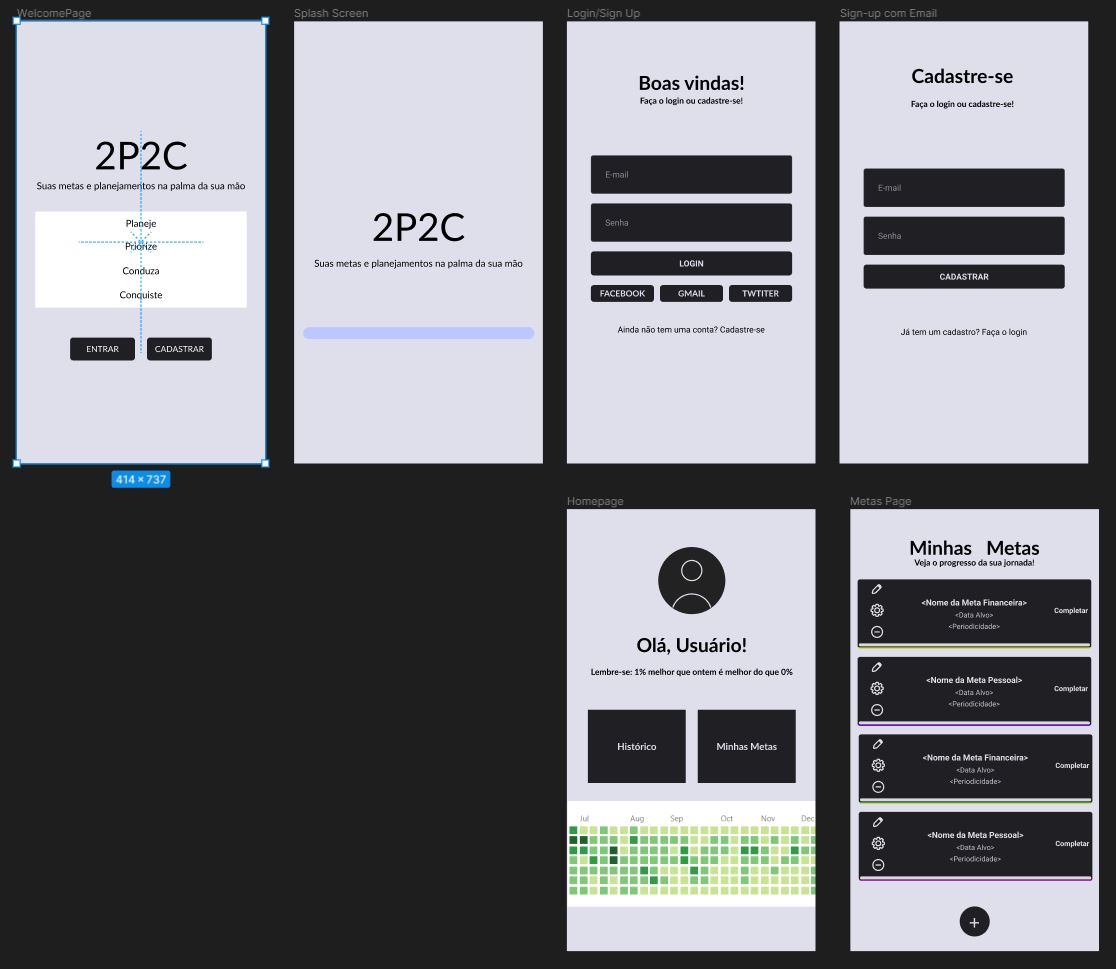 WelcomePage
2P2C
Suas metas e planejamentos na palma da sua mão
Planeje
Priorize
Conduza
Conquiste
ENTRAR
CADASTRAR
414 × 737
Splash Screen
2P2C
Suas metas e planejamentos na palma da sua mão
Login/Sign Up
Boas vindas!
Faça o login ou cadastre-se!
E-mail
Senha
LOGIN
FACEBOOK
GMAIL
TWTITER
Ainda não tem uma conta? Cadastre-se
Sign-up com Email
Cadastre-se
Faça o login ou cadastre-se!
E-mail
Senha
CADASTRAR
Já tem um cadastro? Faça o login
Homepage
Olá, Usuário!
Lembre-se: 1% melhor que ontem é melhor do que 0%
Histórico
Minhas Metas
Jul Aug Sep Oct Nov Dec
Metas Page
Minhas Metas
Veja o progresso da sua jornada!
<Nome da Meta Financeira>
<Data Alvo>
<Periodicidade>
Completar
<Nome da Meta Pessoal>
<Data Alvo>
<Periodicidade>
Completar
<Nome da Meta Financeira>
<Data Alvo>
<Periodicidade>
Completar
<Nome da Meta Pessoal>
<Data Alvo>
<Periodicidade>
Completar
+